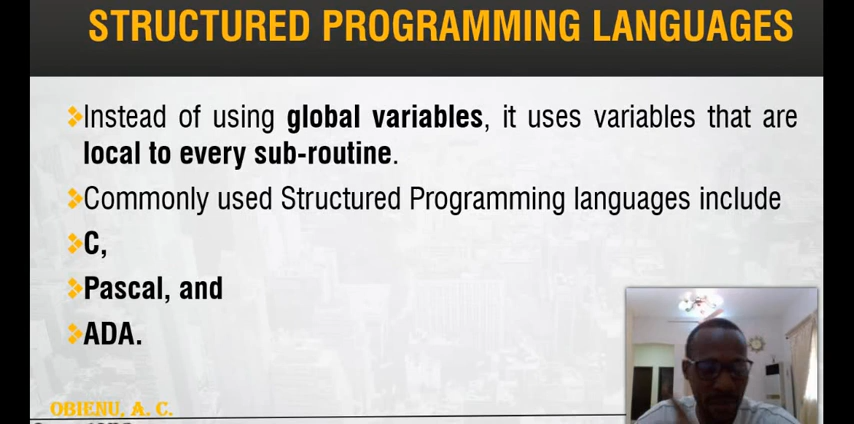 STRUCTURED PROGRAMMING LANGUAGES
Instead of using global variables, it uses variables that are
local to every sub-routine.
Commonly used Structured Programming languages include
C,
Pascal, and
ADA.
OBIENU, A. C.